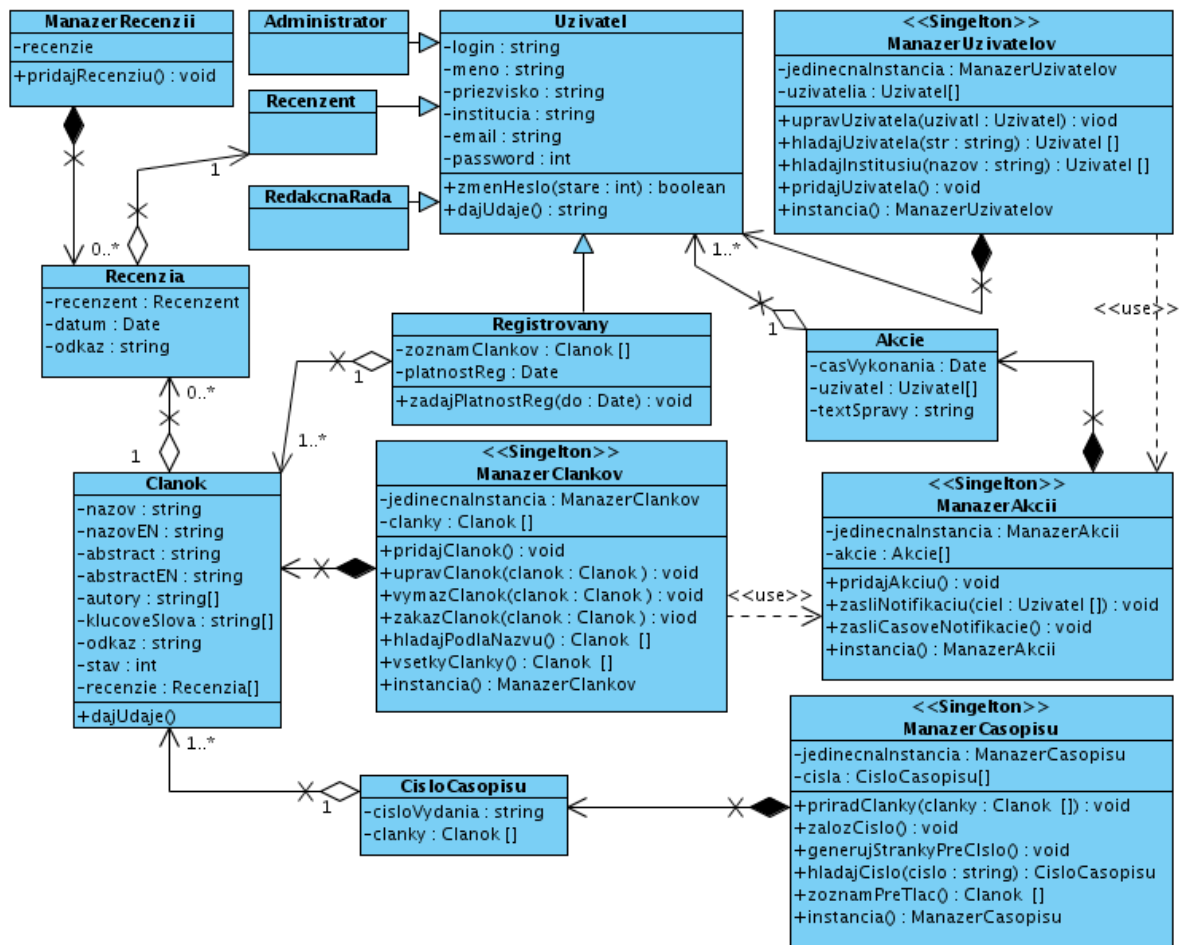 ManazerRecenzii
-recenzie
+pridajRecenziu() : void
Administrator
Recenzent
RedakcnaRada
Uzivatel
-login : string
-meno : string
-priezvisko : string
-institucia : string
-email : string
-password : int
+zmenHeslo(stare : int) : boolean
+dajUdaje() : string
<<Singelton>>
ManazerUzivatelov
-jedinecnaInstancia : ManazerUzivatelov
-uzivatelia : Uzivatel[]
+upravUzivatela(uzivatl : Uzivatel) : viod
+hladajUzivatela(str : string) : Uzivatel []
+hladajInstitusiu(nazov : string) : Uzivatel []
+pridajUzivatela() : void
+instancia() : ManazerUzivatelov
1
0..*
1..*
<<use>>
Recenzia
-recenzent : Recenzent
-datum : Date
-odkaz : string
Registrovany
-zoznamClankov : Clanok []
-platnostReg : Date
+zadajPlatnostReg(do : Date) : void
1
1
Akcie
-casVykonania : Date
-uzivatel : Uzivatel[]
-textSpravy : string
0..*
1
1..*
Clanok
-nazov : string
-nazovEN : string
-abstract : string
-abstractEN : string
-autory : string[]
-klucoveSlova : string[]
-odkaz : string
-stav : int
-recenzie : Recenzia[]
+dajUdaje()
<<Singelton>>
ManazerClankov
-jedinecnaInstancia : ManazerClankov
-clanky : Clanok []
+pridajClanok() : void
+upravClanok(clanok : Clanok ) : void
+vymazClanok(clanok : Clanok ) : void
+zakazClanok(clanok : Clanok ) : viod
+hladajPodlaNazvu() : Clanok []
+vsetkyClanky() : Clanok []
+instancia() : ManazerClankov
<<use>>
<<Singelton>>
ManazerAkcii
-jedinecnaInstancia : ManazerAkcii
-akcie : Akcie[]
+pridajAkciu() : void
+zasliNotifikaciu(ciel : Uzivatel []) : void
+zasliCasoveNotifikacie() : void
+instancia() : ManazerAkcii
1..*
1
CisloCasopisu
-cisloVydania : string
-clanky : Clanok []
<<Singelton>>
ManazerCasopisu
-jedinecnaInstancia : ManazerCasopisu
-cisla : CisloCasopisu[]
+priradClanky(clanky : Clanok []) : void
+zalozCislo() : void
+generujStrankyPreCIslo() : void
+hladajCislo(cislo : string) : CisloCasopisu
+zoznamPreTlac() : Clanok []
+instancia() : ManazerCasopisu